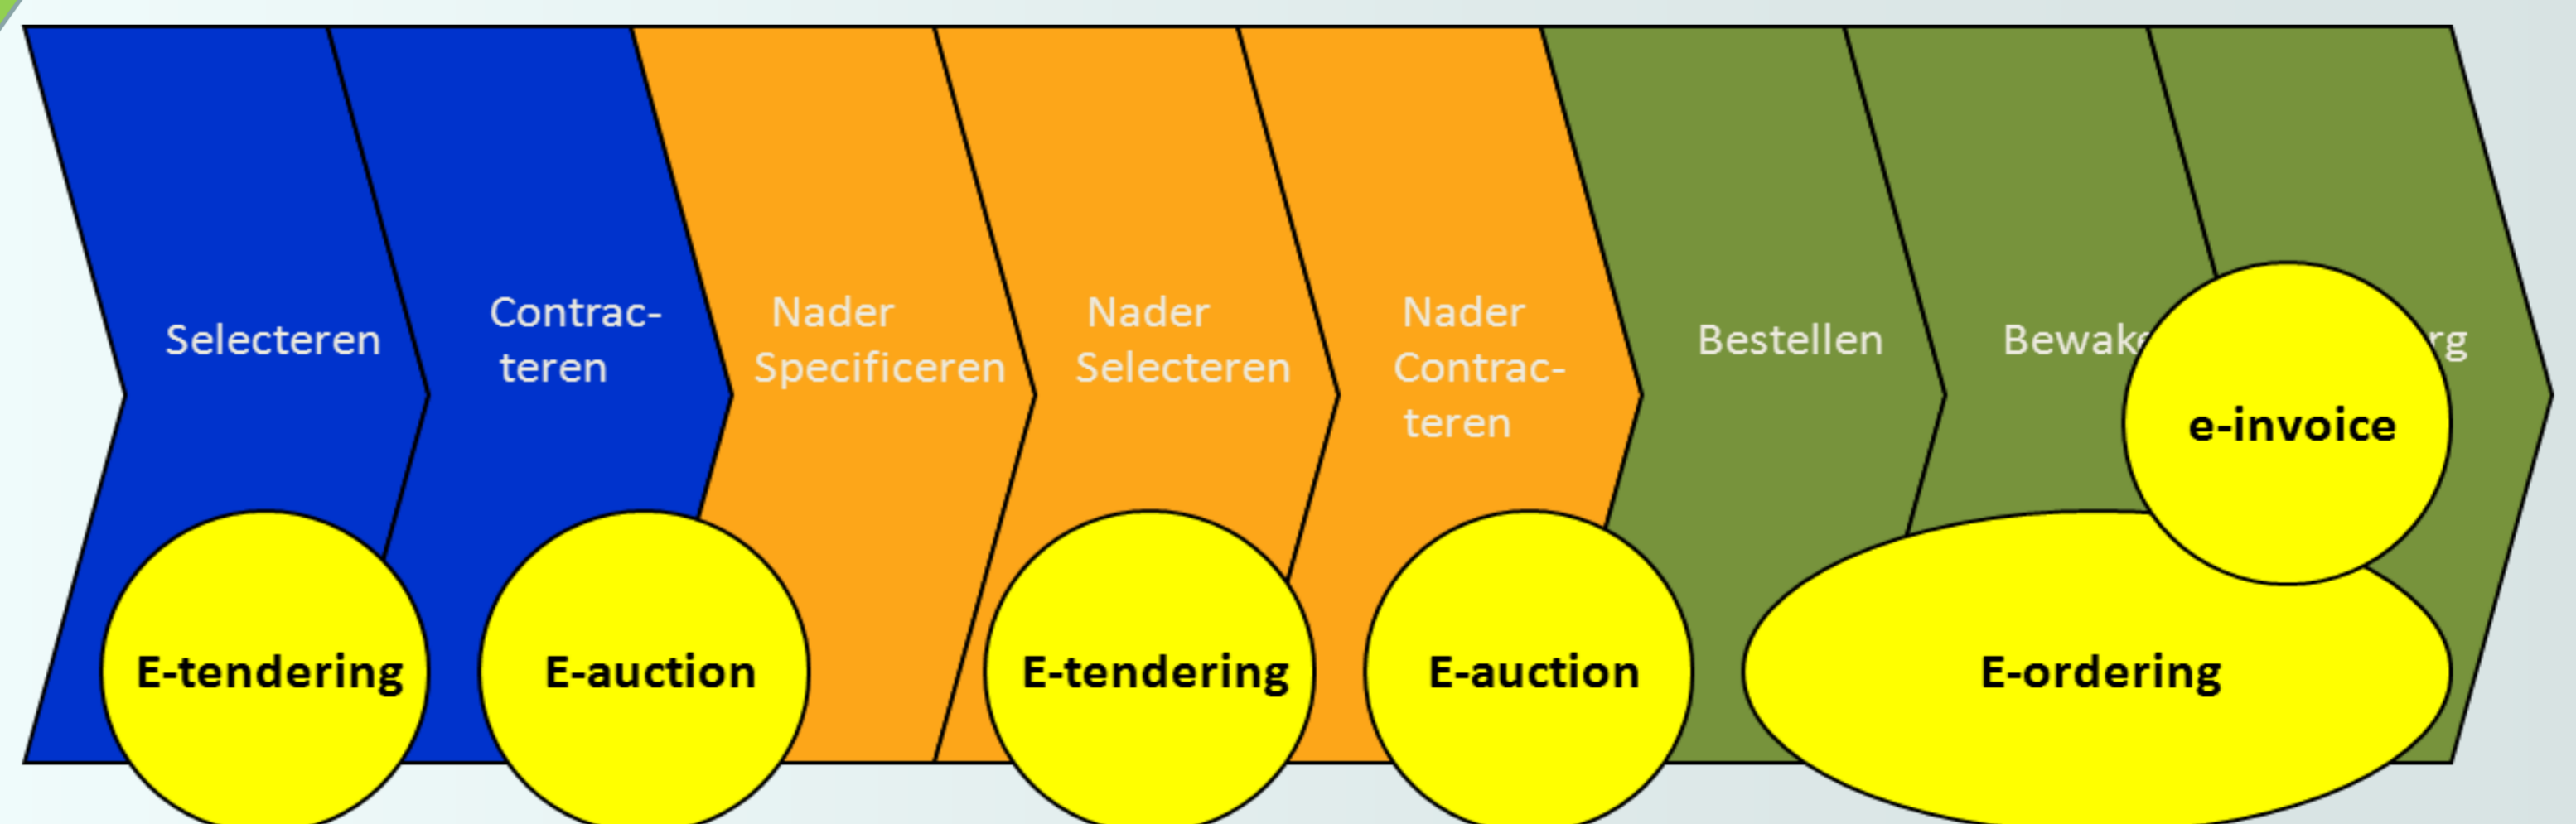 Selecteren
Contrac-
teren
Nader
Specificeren
Nader
Selecteren
Nader
Contrac-
teren
Bestellen
e-invoice
E-tendering
E-auction
E-tendering
E-auction
E-ordering